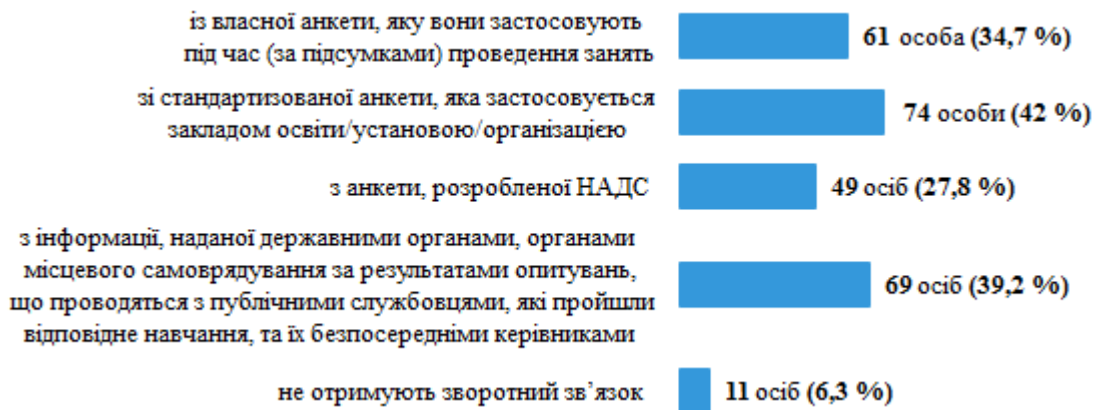 із власної анкети, яку вони застосовують
під час (за підсумками) проведення занять
61 особа (34,7 %)
зі стандартизованої анкети, яка застосовується
закладом освіти/установою/організацією
74 особи (42 %)
з анкети, розробленої НАДС
49 осіб (27,8 %)
з інформації, наданої державними органами, органами
місцевого самоврядування за результатами опитувань,
що проводяться з публічними службовцями, які пройшли
відповідне навчання, та їх безпосередніми керівниками
69 осіб (39,2 %)
не отримують зворотний зв’язок
11 осіб (6,3 %)